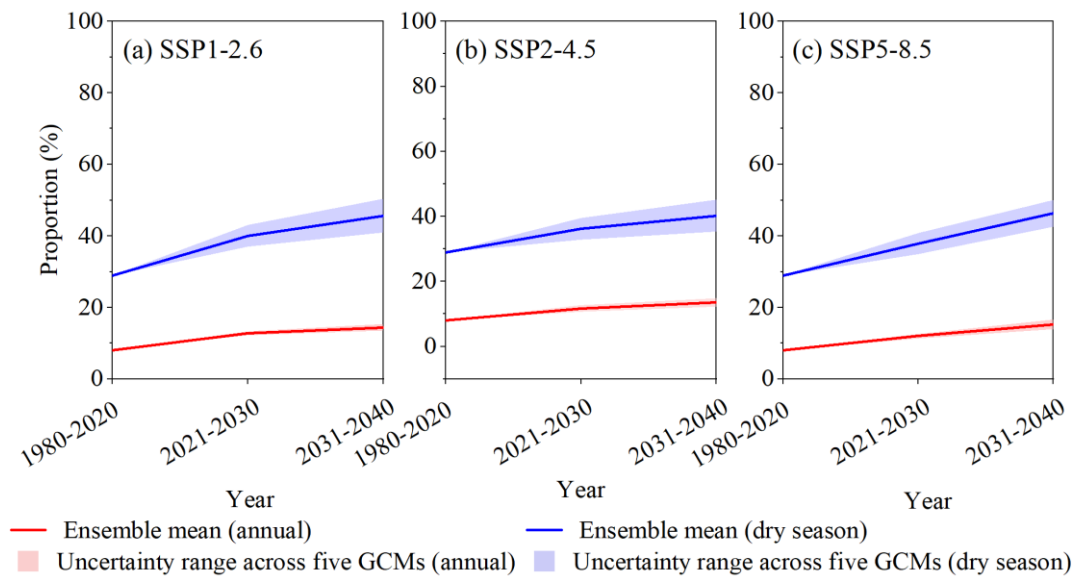 (a) SSP1-2.6
(b) SSP2-4.5
(c) SSP5-8.5
Proportion (%)
100
80
60
40
20
0
100
80
60
40
20
0
100
80
60
40
20
0
1980-2020
2021-2030
2031-2040
1980-2020
2021-2030
2031-2040
1980-2020
2021-2030
2031-2040
Year
Year
Year
Ensemble mean (annual)
Ensemble mean (dry season)
Uncertainty range across five GCMs (annual)
Uncertainty range across five GCMs (dry season)